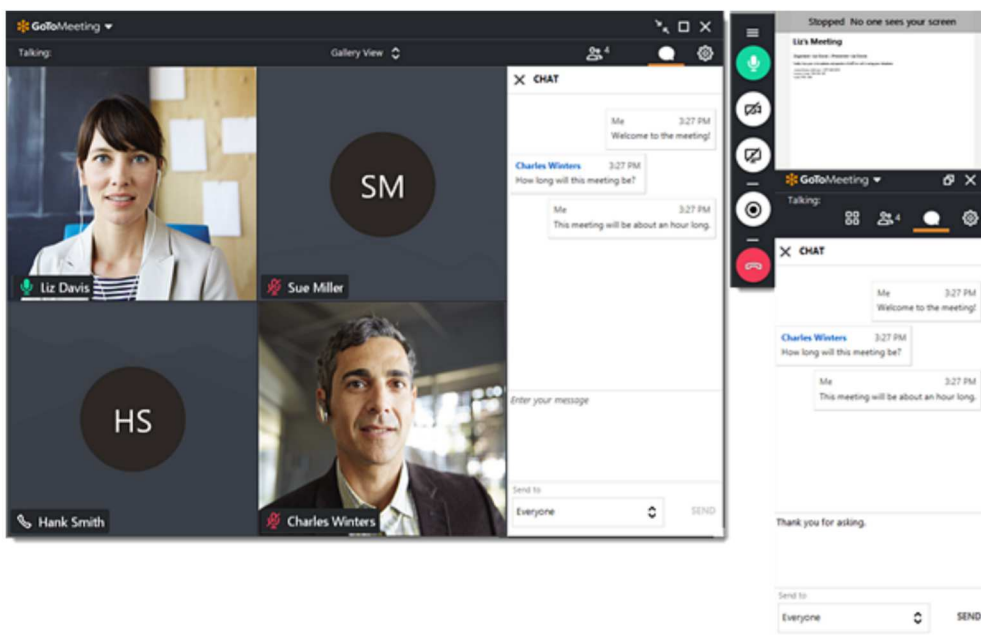 GoToMeeting
Talking:
Gallery View
4
CHAT
Me 3:27 PM
Welcome to the meeting!
Charles Winters 3:27 PM
How long will this meeting be?
Me 3:27 PM
This meeting will be about an hour long.
SM
Liz Davis
Sue Miller
HS
Hank Smith
Charles Winters
Enter your message
Send to
Everyone SEND
Stopped No one sees your screen
Liz's Meeting
GoToMeeting
Talking:
4
CHAT
Me 3:27 PM
Welcome to the meeting!
Charles Winters 3:27 PM
How long will this meeting be?
Me 3:27 PM
This meeting will be about an hour long.
Thank you for asking.
Send to
Everyone SEND